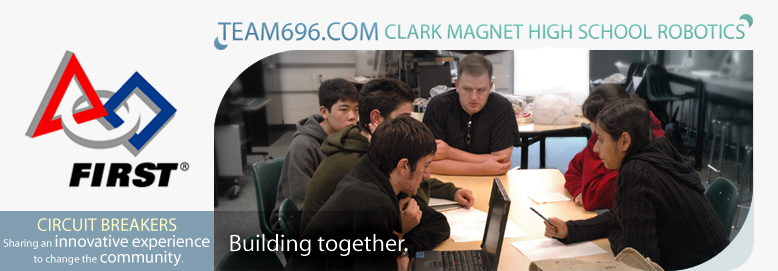 TEAM696.COM CLARK MAGNET HIGH SCHOOL ROBOTICS
FIRST®
CIRCUIT BREAKERS
Sharing an innovative experience
to change the community.
Building together.